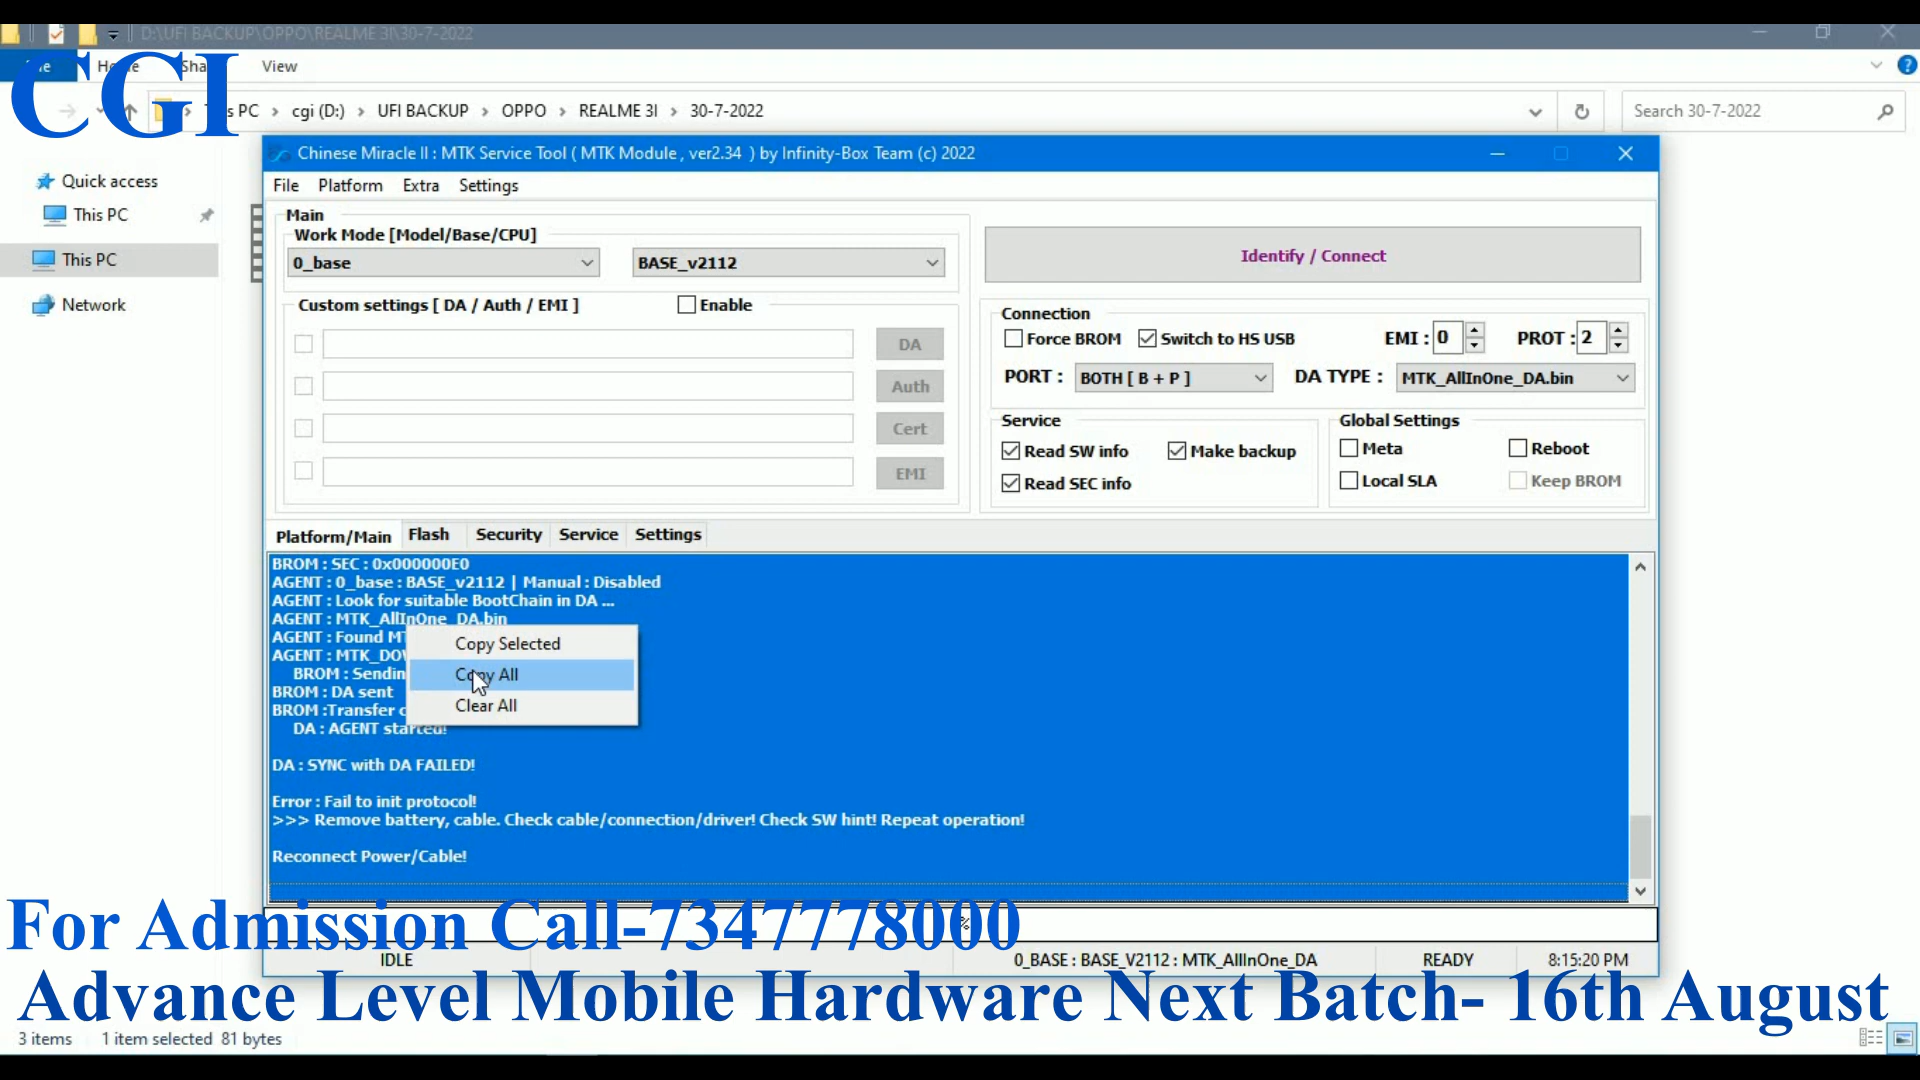 D:\UFI BACKUP\OPPO\REALME 3I\30-7-2022
View
CGI
s PC > cgi (D:) > UFI BACKUP > OPPO > REALME 3I > 30-7-2022
Search 30-7-2022
Quick access
This PC
This PC
Network
Chinese Miracle II : MTK Service Tool ( MTK Module , ver2.34 ) by Infinity-Box Team (c) 2022
File Platform Extra Settings
Main
Work Mode [Model/Base/CPU]
0_base BASE_v2112
Identify / Connect
Custom settings [ DA / Auth / EMI ] Enable
DA
Auth
Cert
EMI
Connection
Force BROM Switch to HS USB EMI : 0 PROT : 2
PORT : BOTH [ B + P ] DA TYPE : MTK_AllInOne_DA.bin
Service
Read SW info Make backup
Read SEC info
Global Settings
Meta Reboot
Local SLA Keep BROM
Platform/Main Flash Security Service Settings
BROM : SEC : 0x000000E0
AGENT : 0_base : BASE_v2112 | Manual : Disabled
AGENT : Look for suitable BootChain in DA ...
AGENT : MTK_AllInOne_DA.bin
AGENT : Found
AGENT :
BROM :
BROM : DA sent
BROM :Transfer
DA : AGENT started!
DA : SYNC with DA FAILED!
Error : Fail to init protocol!
>>> Remove battery, cable. Check cable/connection/driver! Check SW hint! Repeat operation!
Reconnect Power/Cable!
Copy Selected
Copy All
Clear All
%
For Admission Call-7347778000
IDLE 0_BASE : BASE_V2112 : MTK_AllInOne_DA READY 8:15:20 PM
Advance Level Mobile Hardware Next Batch- 16th August
3 items 1 item selected 81 bytes